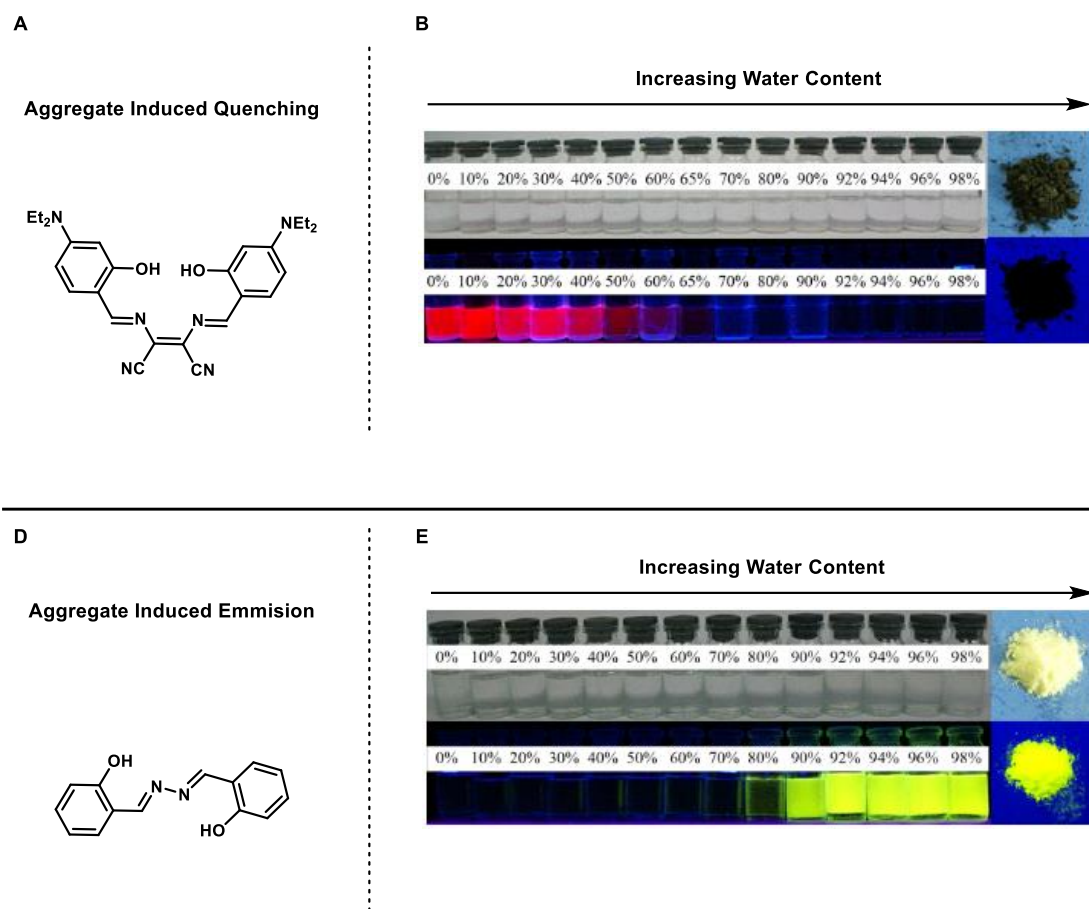 A
Aggregate Induced Quenching
Et2N
NEt2
OH
HO
N
N
NC
CN
B
Increasing Water Content
0% 10% 20% 30% 40% 50% 60% 65% 70% 80% 90% 92% 94% 96% 98%
0% 10% 20% 30% 40% 50% 60% 65% 70% 80% 90% 92% 94% 96% 98%
D
Aggregate Induced Emmision
OH
N
N
HO
E
Increasing Water Content
0% 10% 20% 30% 40% 50% 60% 70% 80% 90% 92% 94% 96% 98%
0% 10% 20% 30% 40% 50% 60% 70% 80% 90% 92% 94% 96% 98%